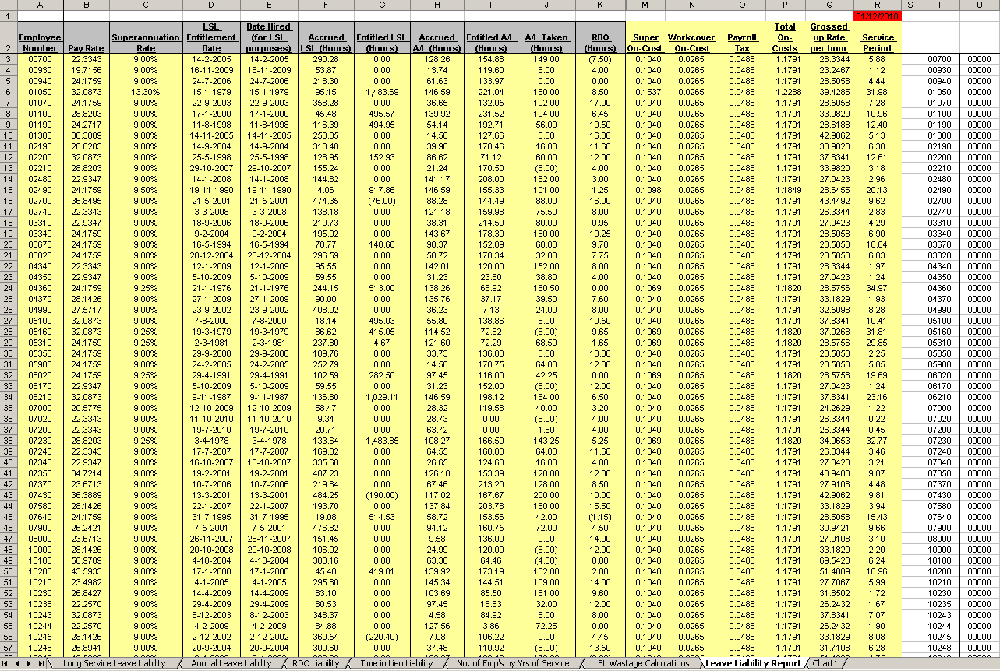 A B C D E F G H I J K M N O P Q R S T U
1 31/12/2010
LSL Date Hired Total Grossed
Employee Superannuation Entitlement (for LSL Accrued Entitled LSL Accrued Entitled A/L A/L Taken RDO Super Workcover Payroll On- up Rate Service
2 Number Pay Rate Rate Date purposes) LSL (Hours) (Hours) A/L (Hours) (Hours) (Hours) (Hours) On-Cost On-Cost Tax Costs per hour Period
3 00700 22.3343 9.00% 14-2-2005 14-2-2005 290.28 0.00 128.26 154.88 149.00 (7.50) 0.1040 0.0265 0.0486 1.1791 26.3344 5.88 00700 00000
4 00930 19.7156 9.00% 16-11-2009 16-11-2009 53.87 0.00 13.74 119.60 8.00 4.00 0.1040 0.0265 0.0486 1.1791 23.2467 1.12 00930 00000
5 00940 24.1759 9.00% 24-7-2006 24-7-2006 218.30 0.00 61.63 133.97 0.00 0.00 0.1040 0.0265 0.0486 1.1791 28.5058 4.44 00940 00000
6 01050 32.0873 13.30% 15-1-1979 15-1-1979 95.15 1,483.69 146.59 221.04 160.00 8.50 0.1537 0.0265 0.0486 1.2288 39.4285 31.98 01050 00000
7 01070 24.1759 9.00% 22-9-2003 22-9-2003 358.28 0.00 36.65 132.05 102.00 17.00 0.1040 0.0265 0.0486 1.1791 28.5058 7.28 01070 00000
8 01100 28.8203 9.00% 17-1-2000 17-1-2000 45.48 495.57 139.92 231.52 194.00 6.45 0.1040 0.0265 0.0486 1.1791 33.9820 10.96 01100 00000
9 01190 24.2717 9.00% 11-8-1998 11-8-1998 116.39 494.95 54.14 192.71 56.00 10.50 0.1040 0.0265 0.0486 1.1791 28.6188 12.40 01190 00000
10 01300 36.3889 9.00% 14-11-2005 14-11-2005 253.35 0.00 14.58 127.66 0.00 16.00 0.1040 0.0265 0.0486 1.1791 42.9062 5.13 01300 00000
11 02190 28.8203 9.00% 14-9-2004 14-9-2004 310.40 0.00 39.98 178.46 16.00 11.60 0.1040 0.0265 0.0486 1.1791 33.9820 6.30 02190 00000
12 02200 32.0873 9.00% 25-5-1998 25-5-1998 126.95 152.93 86.62 71.12 60.00 12.00 0.1040 0.0265 0.0486 1.1791 37.8341 12.61 02200 00000
13 02210 28.8203 9.00% 29-10-2007 29-10-2007 155.24 0.00 21.24 170.50 (8.00) 4.00 0.1040 0.0265 0.0486 1.1791 33.9820 3.18 02210 00000
14 02480 22.9347 9.00% 14-1-2008 14-1-2008 144.82 0.00 141.17 208.00 152.00 3.00 0.1040 0.0265 0.0486 1.1791 27.0423 2.96 02480 00000
15 02490 24.1759 9.50% 19-11-1990 19-11-1990 4.06 917.86 146.59 155.33 101.00 1.25 0.1098 0.0265 0.0486 1.1849 28.6455 20.13 02490 00000
16 02700 36.8495 9.00% 21-5-2001 21-5-2001 474.35 (76.00) 88.28 144.49 88.00 16.00 0.1040 0.0265 0.0486 1.1791 43.4492 9.62 02700 00000
17 02740 22.3343 9.00% 3-3-2008 3-3-2008 138.18 0.00 121.18 159.98 75.50 8.00 0.1040 0.0265 0.0486 1.1791 26.3344 2.83 02740 00000
18 03310 22.9347 9.00% 18-9-2006 18-9-2006 210.73 0.00 38.31 214.50 80.00 0.95 0.1040 0.0265 0.0486 1.1791 27.0423 4.29 03310 00000
19 03340 24.1759 9.00% 9-2-2004 9-2-2004 195.02 0.00 143.67 178.30 180.00 10.25 0.1040 0.0265 0.0486 1.1791 28.5058 6.90 03340 00000
20 03670 24.1759 9.00% 16-5-1994 16-5-1994 78.77 140.66 90.37 152.89 68.00 9.70 0.1040 0.0265 0.0486 1.1791 28.5058 16.64 03670 00000
21 03820 24.1759 9.00% 20-12-2004 20-12-2004 296.59 0.00 58.72 178.34 32.00 7.75 0.1040 0.0265 0.0486 1.1791 28.5058 6.03 03820 00000
22 04340 22.3343 9.00% 12-1-2009 12-1-2009 95.55 0.00 142.01 120.00 152.00 8.00 0.1040 0.0265 0.0486 1.1791 26.3344 1.97 04340 00000
23 04350 22.9347 9.00% 5-10-2009 5-10-2009 59.55 0.00 31.23 23.60 38.80 4.00 0.1040 0.0265 0.0486 1.1791 27.0423 1.24 04350 00000
24 04360 24.1759 9.25% 21-1-1976 21-1-1976 244.15 513.00 138.26 68.92 160.50 0.00 0.1069 0.0265 0.0486 1.1820 28.5756 34.97 04360 00000
25 04370 28.1426 9.00% 27-1-2009 27-1-2009 90.00 0.00 135.76 37.17 39.50 7.60 0.1040 0.0265 0.0486 1.1791 33.1829 1.93 04370 00000
26 04990 27.5717 9.00% 23-9-2002 23-9-2002 408.02 0.00 36.23 7.13 24.00 8.00 0.1040 0.0265 0.0486 1.1791 32.5098 8.28 04990 00000
27 05100 32.0873 9.00% 7-8-2000 7-8-2000 18.14 495.03 55.80 138.86 8.00 10.50 0.1040 0.0265 0.0486 1.1791 37.8341 10.41 05100 00000
28 05160 32.0873 9.25% 19-3-1979 19-3-1979 86.62 415.05 114.52 72.82 (8.00) 9.65 0.1069 0.0265 0.0486 1.1820 37.9268 31.81 05160 00000
29 05310 24.1759 9.25% 2-3-1981 2-3-1981 237.80 4.67 121.60 72.29 68.50 1.65 0.1069 0.0265 0.0486 1.1820 28.5756 29.85 05310 00000
30 05350 24.1759 9.00% 29-9-2008 29-9-2008 109.76 0.00 33.73 136.00 0.00 10.00 0.1040 0.0265 0.0486 1.1791 28.5058 2.25 05350 00000
31 05900 24.1759 9.00% 24-2-2005 24-2-2005 252.79 0.00 14.58 178.75 64.00 12.00 0.1040 0.0265 0.0486 1.1791 28.5058 5.85 05900 00000
32 06020 24.1759 9.25% 29-4-1991 29-4-1991 102.59 282.50 97.45 116.00 42.25 0.00 0.1069 0.0265 0.0486 1.1820 28.5756 19.69 06020 00000
33 06170 22.9347 9.00% 5-10-2009 5-10-2009 59.55 0.00 31.23 152.00 (8.00) 12.00 0.1040 0.0265 0.0486 1.1791 27.0423 1.24 06170 00000
34 06210 32.0873 9.00% 9-11-1987 9-11-1987 136.80 1,029.11 146.59 198.12 184.00 6.50 0.1040 0.0265 0.0486 1.1791 37.8341 23.16 06210 00000
35 07000 20.5775 9.00% 12-10-2009 12-10-2009 58.47 0.00 28.32 119.58 40.00 3.20 0.1040 0.0265 0.0486 1.1791 24.2629 1.22 07000 00000
36 07020 22.3343 9.00% 11-10-2010 11-10-2010 9.34 0.00 28.73 0.00 (8.00) 4.00 0.1040 0.0265 0.0486 1.1791 26.3344 0.22 07020 00000
37 07200 22.3343 9.00% 19-7-2010 19-7-2010 20.71 0.00 63.72 0.00 1.60 4.00 0.1040 0.0265 0.0486 1.1791 26.3344 0.45 07200 00000
38 07230 28.8203 9.25% 3-4-1978 3-4-1978 133.64 1,483.85 108.27 166.50 143.25 5.25 0.1069 0.0265 0.0486 1.1820 34.0653 32.77 07230 00000
39 07240 22.3343 9.00% 17-7-2007 17-7-2007 169.32 0.00 64.55 168.00 64.00 11.60 0.1040 0.0265 0.0486 1.1791 26.3344 3.46 07240 00000
40 07340 22.9347 9.00% 16-10-2007 16-10-2007 335.60 0.00 26.65 124.60 16.00 4.00 0.1040 0.0265 0.0486 1.1791 27.0423 3.21 07340 00000
41 07350 34.7214 9.00% 19-2-2001 19-2-2001 487.23 0.00 126.18 153.39 128.00 12.00 0.1040 0.0265 0.0486 1.1791 40.9400 9.87 07350 00000
42 07370 23.6713 9.00% 10-7-2006 10-7-2006 219.64 0.00 67.46 213.20 128.00 8.50 0.1040 0.0265 0.0486 1.1791 27.9108 4.48 07370 00000
43 07430 36.3889 9.00% 13-3-2001 13-3-2001 484.25 (190.00) 117.02 167.67 200.00 10.00 0.1040 0.0265 0.0486 1.1791 42.9062 9.81 07430 00000
44 07580 28.1426 9.00% 22-1-2007 22-1-2007 193.70 0.00 137.84 203.78 160.00 15.50 0.1040 0.0265 0.0486 1.1791 33.1829 3.94 07580 00000
45 07640 24.1759 9.00% 31-7-1995 31-7-1995 19.08 514.53 58.72 153.56 42.00 (1.15) 0.1040 0.0265 0.0486 1.1791 28.5058 15.43 07640 00000
46 07900 26.2421 9.00% 7-5-2001 7-5-2001 476.82 0.00 94.12 160.75 72.00 4.50 0.1040 0.0265 0.0486 1.1791 30.9421 9.66 07900 00000
47 08000 23.6713 9.00% 26-11-2007 26-11-2007 151.45 0.00 9.58 136.00 0.00 14.00 0.1040 0.0265 0.0486 1.1791 27.9108 3.10 08000 00000
48 10000 28.1426 9.00% 20-10-2008 20-10-2008 106.92 0.00 24.99 120.00 (6.00) 12.00 0.1040 0.0265 0.0486 1.1791 33.1829 2.20 10000 00000
49 10180 58.9789 9.00% 4-10-2004 4-10-2004 308.16 0.00 63.30 64.46 (4.60) 0.00 0.1040 0.0265 0.0486 1.1791 69.5420 6.24 10180 00000
50 10200 43.5933 9.00% 17-1-2000 17-1-2000 45.48 419.01 139.92 173.19 162.00 2.00 0.1040 0.0265 0.0486 1.1791 51.4009 10.96 10200 00000
51 10210 23.4982 9.00% 4-1-2005 4-1-2005 295.80 0.00 145.34 144.51 109.00 14.00 0.1040 0.0265 0.0486 1.1791 27.7067 5.99 10210 00000
52 10230 26.8427 9.00% 14-4-2009 14-4-2009 83.10 0.00 103.69 85.50 181.00 9.60 0.1040 0.0265 0.0486 1.1791 31.6502 1.72 10230 00000
53 10235 22.2570 9.00% 29-4-2009 29-4-2009 80.53 0.00 97.45 16.53 32.00 12.00 0.1040 0.0265 0.0486 1.1791 26.2432 1.67 10235 00000
54 10243 32.0873 9.00% 8-12-2003 8-12-2003 348.37 0.00 4.58 84.92 8.00 8.00 0.1040 0.0265 0.0486 1.1791 37.8341 7.07 10243 00000
55 10244 22.2570 9.00% 4-2-2009 4-2-2009 84.88 0.00 127.56 3.86 72.25 0.00 0.1040 0.0265 0.0486 1.1791 26.2432 1.90 10244 00000
56 10245 28.1426 9.00% 2-12-2002 2-12-2002 360.54 (220.40) 7.08 106.22 0.00 4.45 0.1040 0.0265 0.0486 1.1791 33.1829 8.08 10245 00000
57 10248 26.8941 9.00% 20-9-2004 20-9-2004 309.60 0.00 37.48 110.92 (8.00) 13.50 0.1040 0.0265 0.0486 1.1791 31.7108 6.28 10248 00000
Long Service Leave Liability Annual Leave Liability RDO Liability Time in Lieu Liability No. of Emp's by Yrs of Service LSL Wastage Calculations Leave Liability Report Chart1